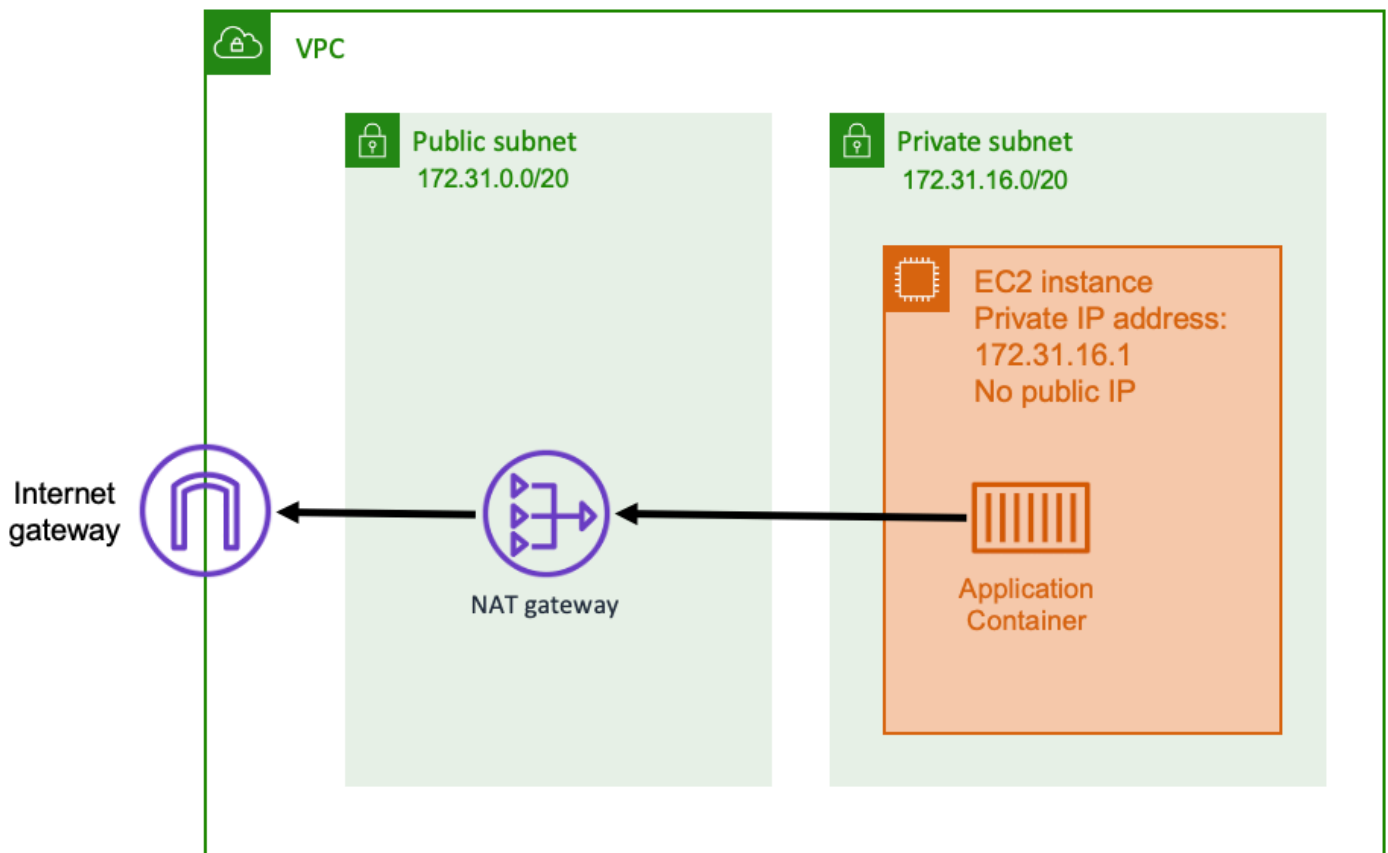 VPC
Public subnet
172.31.0.0/20
Private subnet
172.31.16.0/20
EC2 instance
Private IP address:
172.31.16.1
No public IP
Internet
gateway
NAT gateway
Application
Container